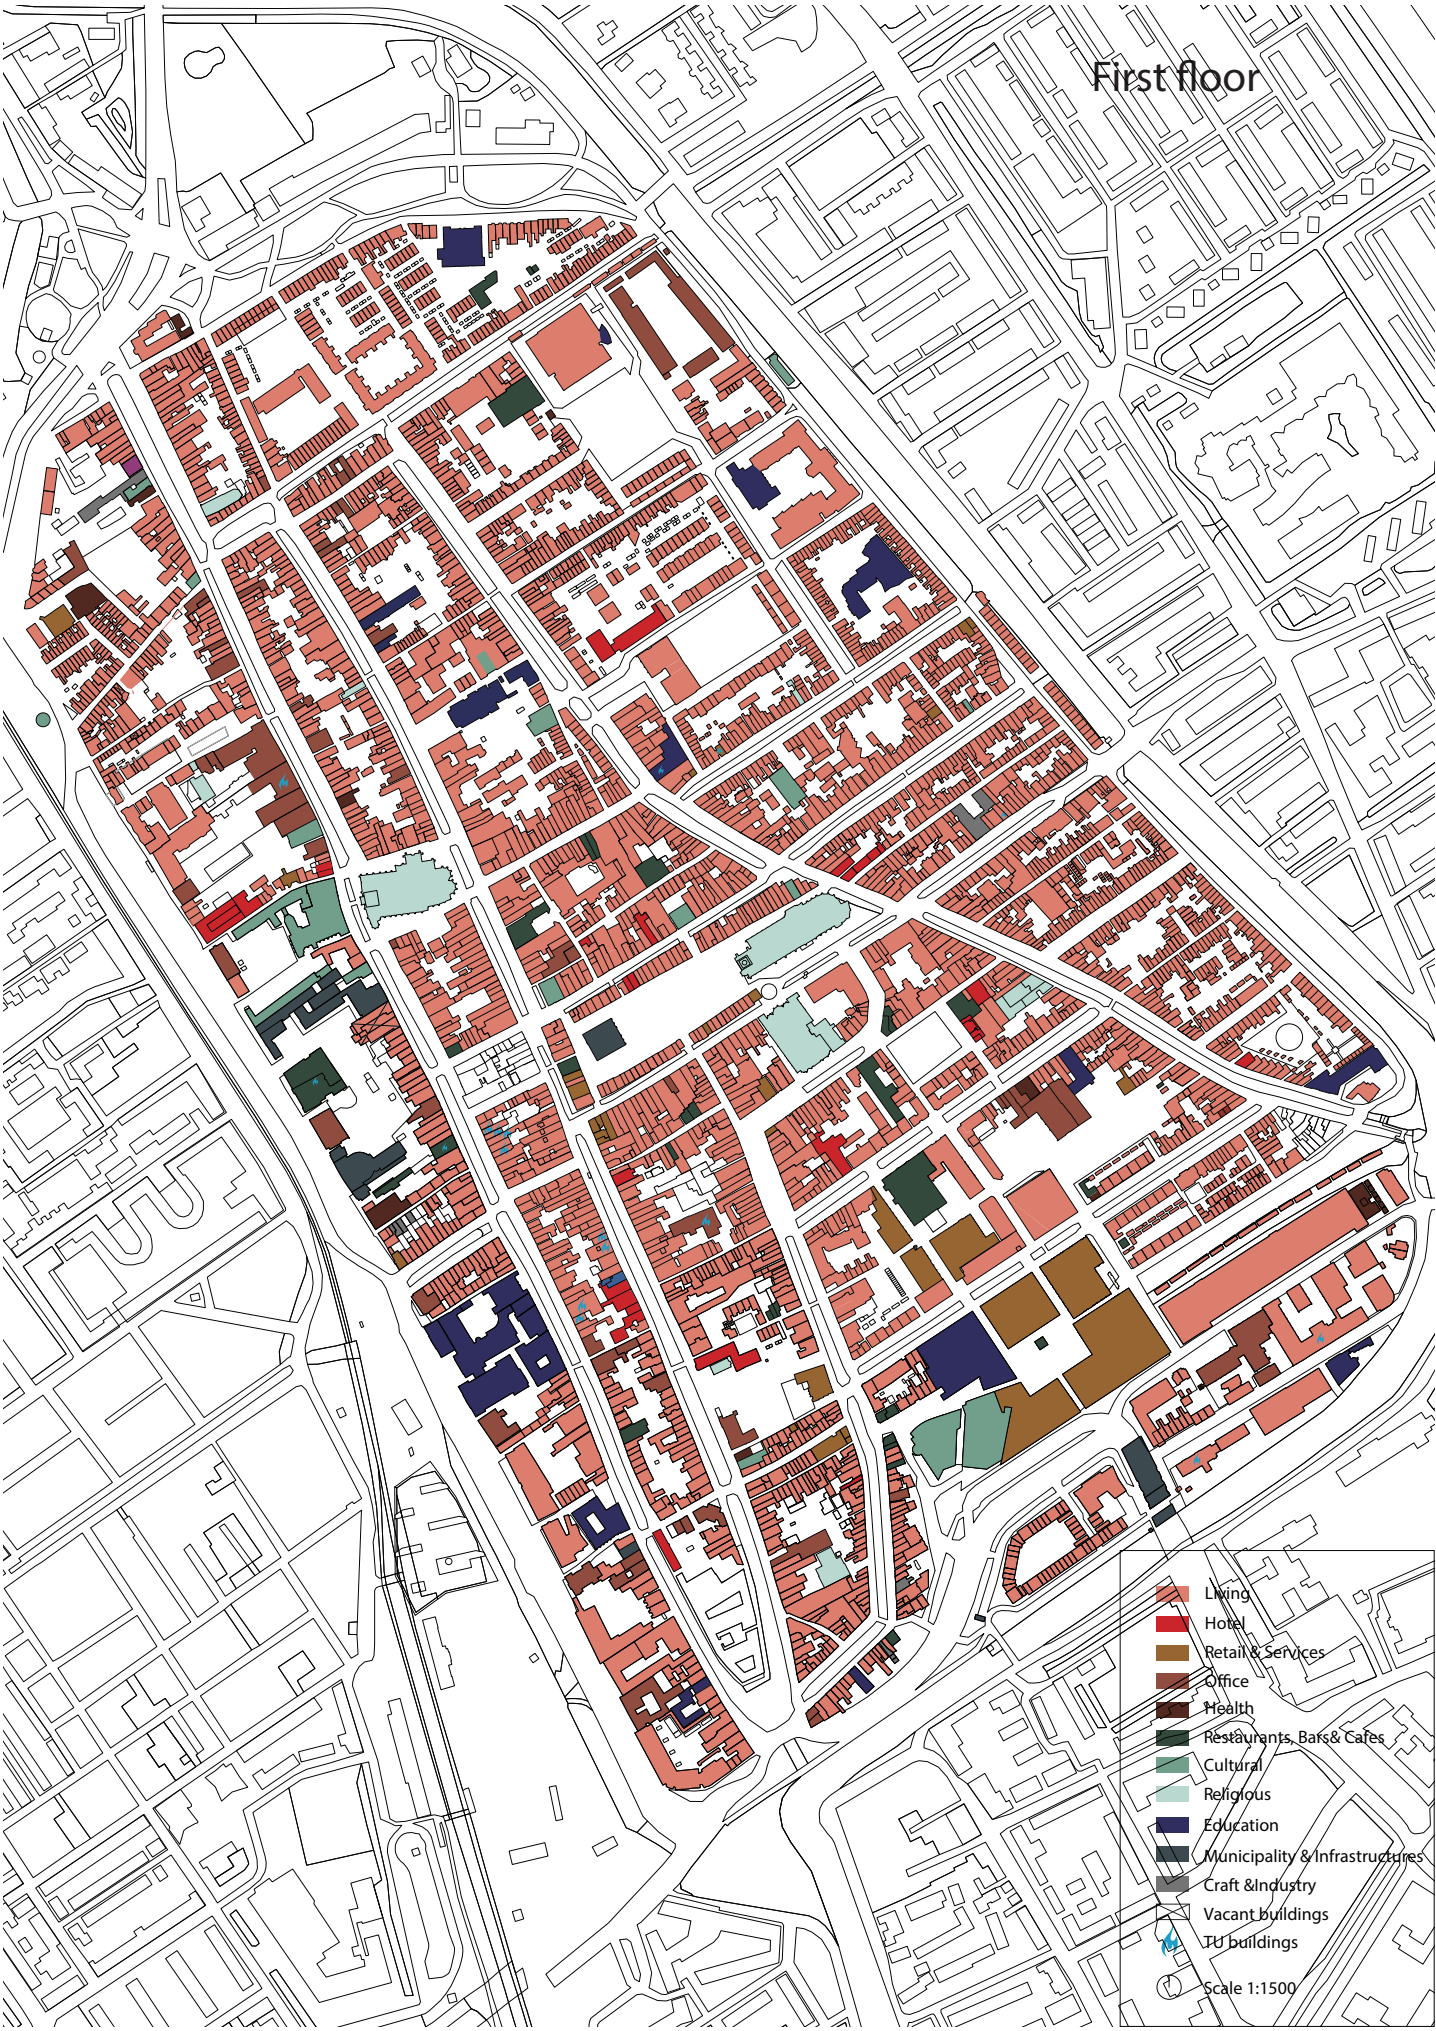 First floor
Living
Hotel
Retail & Services
Office
Health
Restaurants, Bars& Cafes
Cultural
Religious
Education
Municipality & Infrastructures
Craft &Industry
Vacant buildings
TU buildings
Scale 1:1500